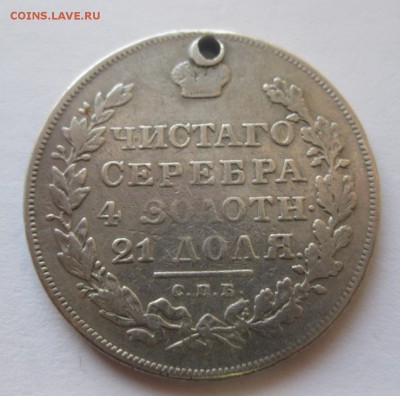 COINS.LAVE.RU
ЧИСТАГО
СЕРЕБРА
4 ЗОЛОТН.
21 ДОЛЯ.
С.П.Б.